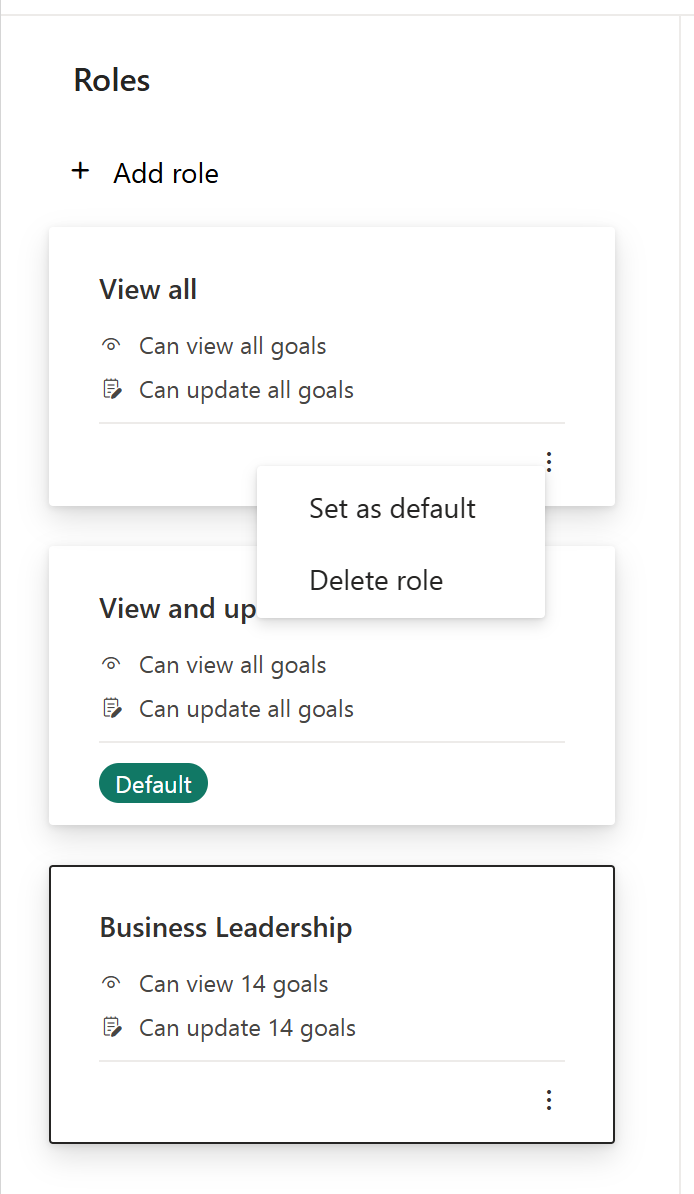 Roles
+ Add role
View all
Can view all goals
Can update all goals
Set as default
Delete role
View and up
Can view all goals
Can update all goals
Default
Business Leadership
Can view 14 goals
Can update 14 goals